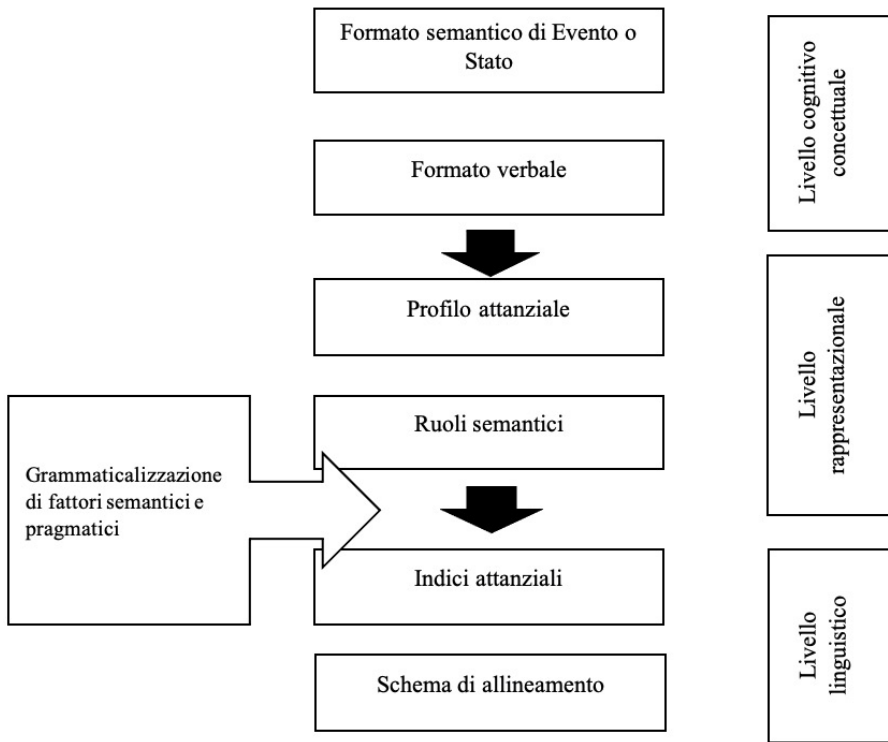 Formato semantico di Evento o
Stato
Livello cognitivo
concettuale
Formato verbale
Profilo attanziale
Livello
rappresentazionale
Ruoli semantici
Grammaticalizzazione
di fattori semantici e
pragmatici
Indici attanziali
Livello
linguistico
Schema di allineamento